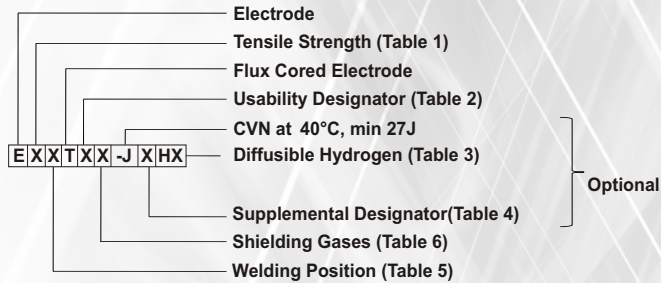 Electrode
Tensile Strength (Table 1)
Flux Cored Electrode
Usability Designator (Table 2)
CVN at 40°C, min 27J
E X X T X X -J X HX
Diffusible Hydrogen (Table 3)
Optional
Supplemental Designator(Table 4)
Shielding Gases (Table 6)
Welding Position (Table 5)